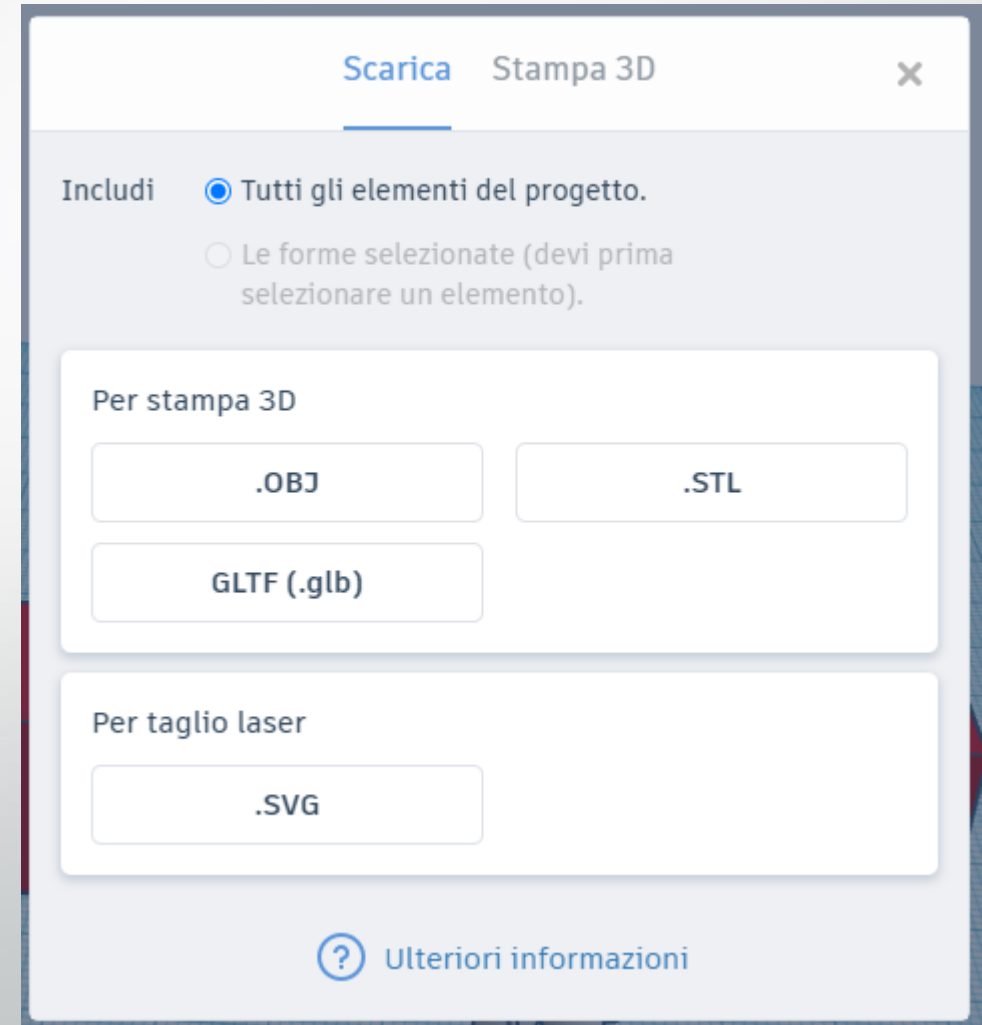 Scarica Stampa 3D
Includi Tutti gli elementi del progetto.
Le forme selezionate (devi prima
selezionare un elemento).
Per stampa 3D
.OBJ .STL
GLTF (.glb)
Per taglio laser
.SVG
? Ulteriori informazioni